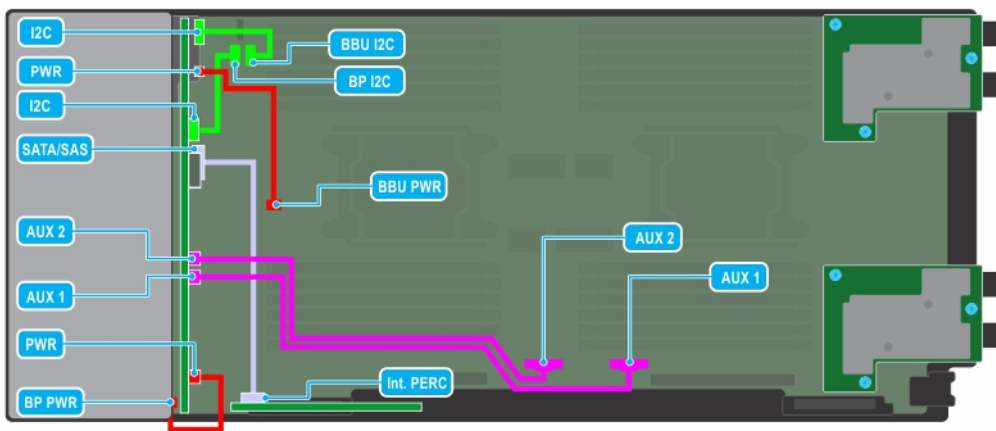 I2C
BBU I2C
PWR
BP I2C
I2C
SATA/SAS
BBU PWR
AUX 2
AUX 2
AUX 1
AUX 1
PWR
Int. PERC
BP PWR